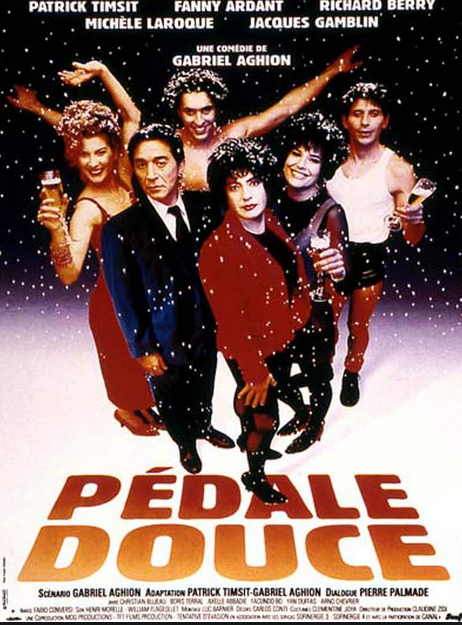 PATRICK TIMSIT FANNY ARDANT RICHARD BERRY
MICHÈLE LAROQUE JACQUES GAMBLIN
UNE COMÉDIE DE
GABRIEL AGHION
PÉDALE
DOUCE
SCÉNARIO GABRIEL AGHION ADAPTATION PATRICK TIMSIT-GABRIEL AGHION DIALOGUE PIERRE PALMADE
AVEC CHRISTIAN BUJEAU BORIS TERRAL AXELLE ABBADIE FACUNDO BO YAN DUFFAS ARNO CHEVRIER
IMAGE FABIO CONVERSI SON HENRI MORELLE - WILLIAM FLAGEOLLET MONTAGE LUC BARNIER DÉCORS CARLOS CONTI COSTUMES CLÉMENTINE JOYA DIRECTEUR DE PRODUCTION CLAUDINE ZIDI
UNE COPRODUCTION MDG PRODUCTIONS - TF1 FILMS PRODUCTION - TENTATIVE D'EVASION EN ASSOCIATION AVEC LES SOFICAS SOFINERGIE 3 - SOFINERGIE 4 ET AVEC LA PARTICIPATION DE CANAL+